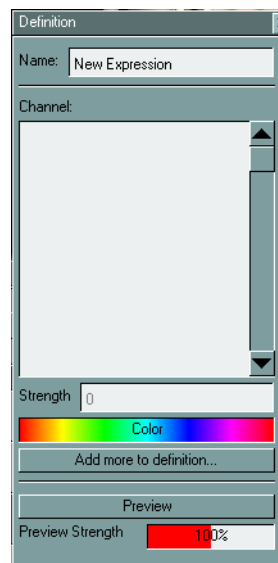 Definition
Name: New Expression
Channel:
Strength 0
Color
Add more to definition...
Preview
Preview Strength 100%